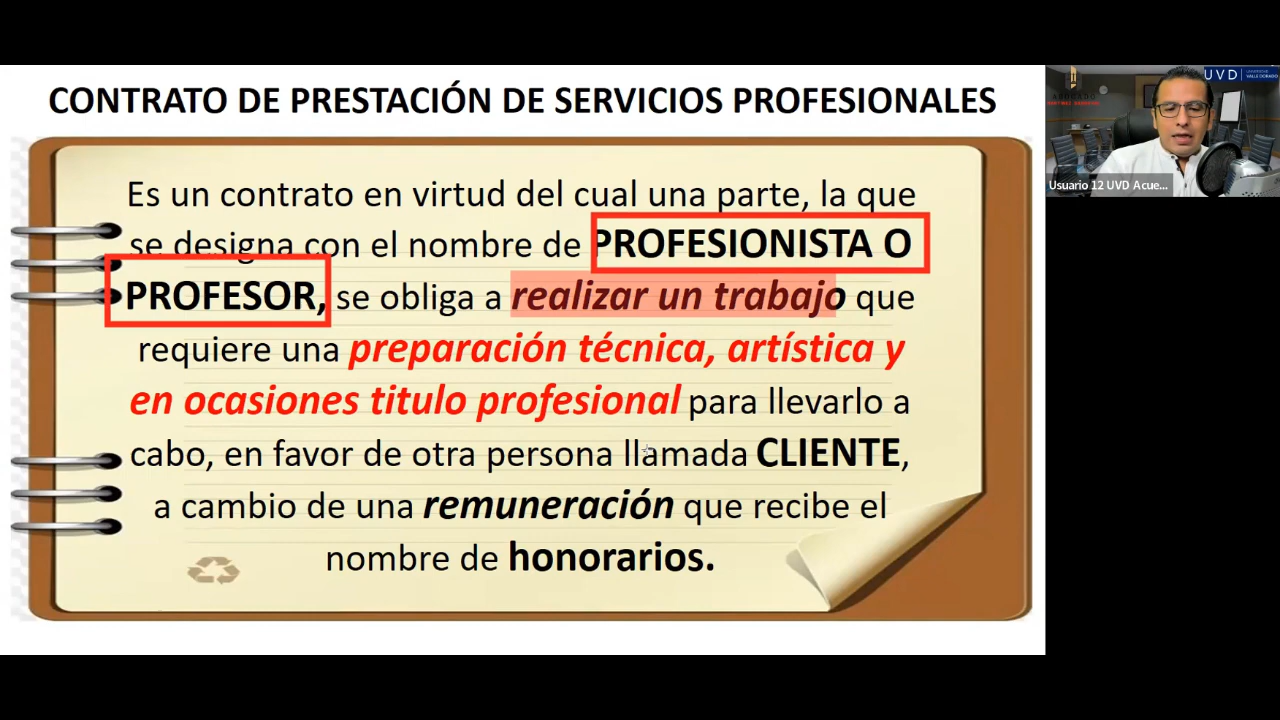 CONTRATO DE PRESTACIÓN DE SERVICIOS PROFESIONALES
Es un contrato en virtud del cual una parte, la que
se designa con el nombre de PROFESIONISTA O
PROFESOR, se obliga a realizar un trabajo que
requiere una preparación técnica, artística y
en ocasiones titulo profesional para llevarlo a
cabo, en favor de otra persona llamada CLIENTE,
a cambio de una remuneración que recibe el
nombre de honorarios.
UVD
Usuario 12 UVD Acue...